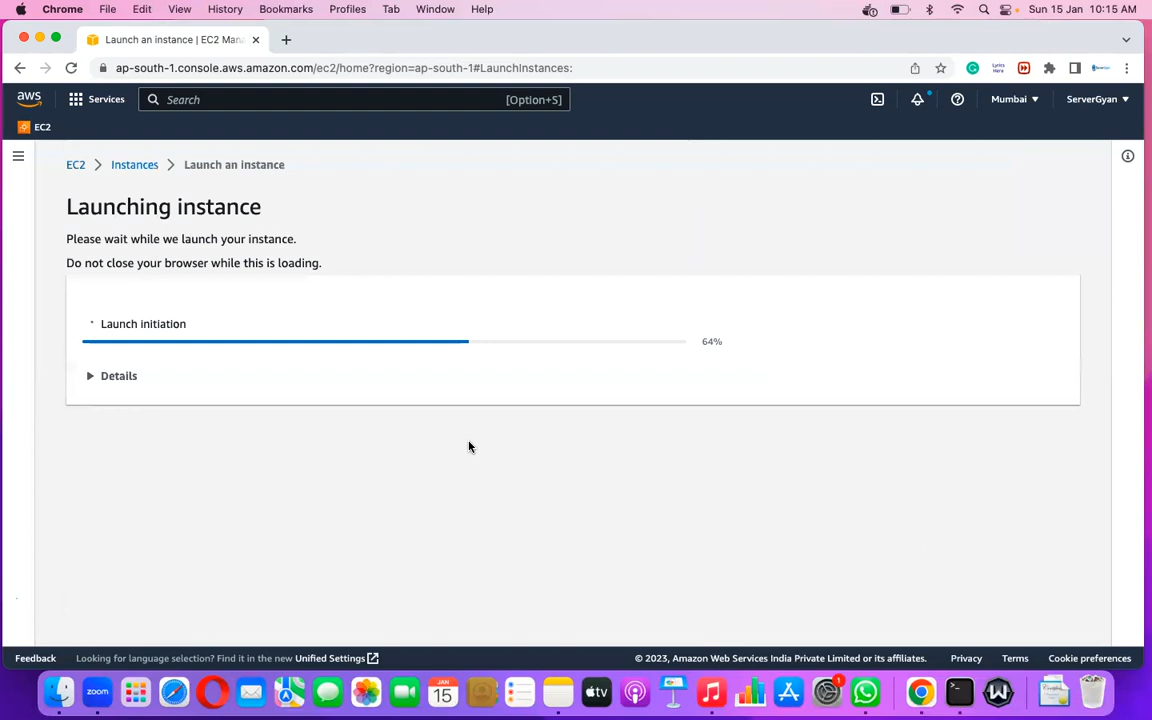 Chrome File Edit View History Bookmarks Profiles Tab Window Help Sun 15 Jan 10:15 AM
Launch an instance | EC2 Mana
ap-south-1.console.aws.amazon.com/ec2/home?region=ap-south-1#LaunchInstances:
aws Services Search [Option+S] Mumbai ServerGyan
EC2
EC2 Instances Launch an instance
Launching instance
Please wait while we launch your instance.
Do not close your browser while this is loading.
Launch initiation
64%
Details
Feedback Looking for language selection? Find it in the new Unified Settings © 2023, Amazon Web Services India Private Limited or its affiliates. Privacy Terms Cookie preferences
JAN
15
zoom
tv
1